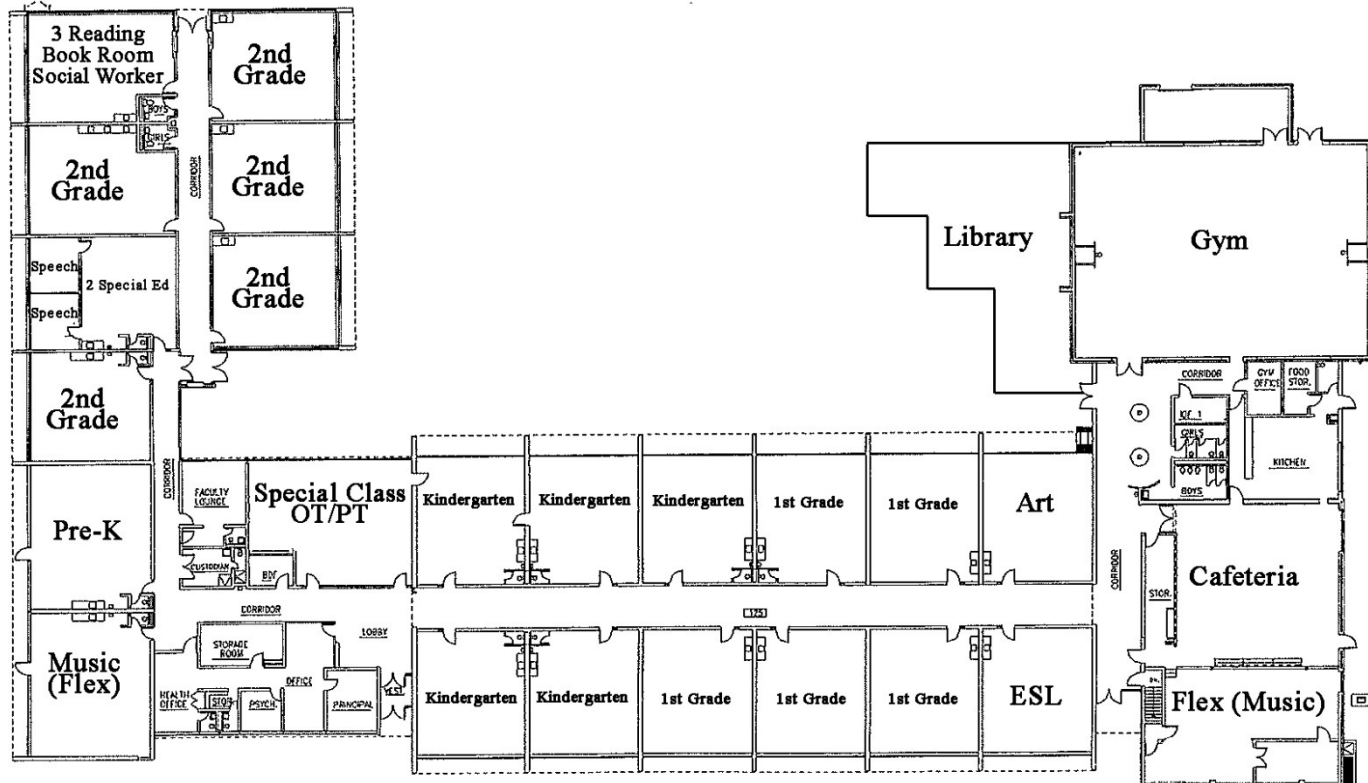 3 Reading
Book Room
Social Worker
2nd
Grade
BOYS
GIRLS
CORRIDOR
2nd
Grade
2nd
Grade
Speech
2 Special Ed
Speech
2nd
Grade
2nd
Grade
Library
Gym
CORRIDOR
GYM
OFFICE
FOOD
STOR.
GIRLS
KITCHEN
BOYS
CORRIDOR
FACULTY
LOUNGE
Special Class
OT/PT
Kindergarten
Kindergarten
Kindergarten
1st Grade
1st Grade
Art
Pre-K
CUSTODIAN
CORRIDOR
Cafeteria
STOR.
CORRIDOR
125
LOBBY
STORAGE
ROOM
Music
(Flex)
HEALTH
OFFICE
STOR.
PSYCH.
OFFICE
PRINCIPAL
VEST.
Kindergarten
Kindergarten
1st Grade
1st Grade
1st Grade
ESL
Flex (Music)